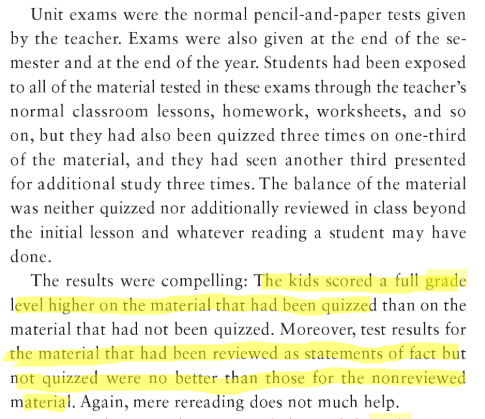 Unit exams were the normal pencil-and-paper tests given
by the teacher. Exams were also given at the end of the se-
mester and at the end of the year. Students had been exposed
to all of the material tested in these exams through the teacher's
normal classroom lessons, homework, worksheets, and so
on, but they had also been quizzed three times on one-third
of the material, and they had seen another third presented
for additional study three times. The balance of the material
was neither quizzed nor additionally reviewed in class beyond
the initial lesson and whatever reading a student may have
done.
The results were compelling: The kids scored a full grade
level higher on the material that had been quizzed than on the
material that had not been quizzed. Moreover, test results for
the material that had been reviewed as statements of fact but
not quizzed were no better than those for the nonreviewed
material. Again, mere rereading does not much help.